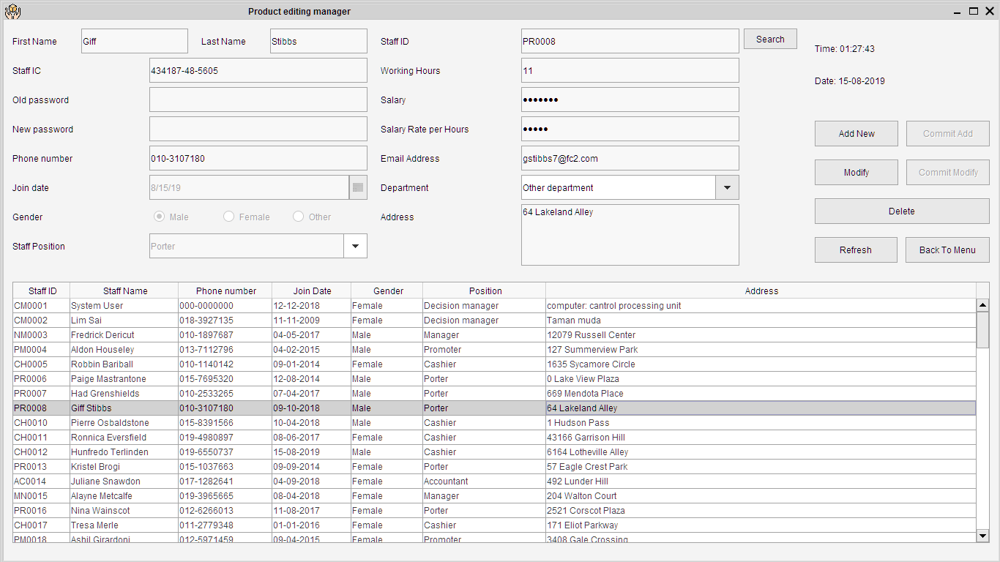 Product editing manager
First Name Giff Last Name Stibbs Staff ID PR0008 Search
Time: 01:27:43
Staff IC 434187-48-5605 Working Hours 11
Date: 15-08-2019
Old password Salary •••••••
New password Salary Rate per Hours •••••
Add New Commit Add
Phone number 010-3107180 Email Address gstibbs7@fc2.com
Modify Commit Modify
Join date 8/15/19 Department Other department
Gender Male Female Other Address 64 Lakeland Alley
Delete
Staff Position Porter
Refresh Back To Menu
Staff ID Staff Name Phone number Join Date Gender Position Address
CM0001 System User 000-0000000 12-12-2018 Female Decision manager computer: cantrol processing unit
CM0002 Lim Sai 018-3927135 11-11-2009 Female Decision manager Taman muda
NM0003 Fredrick Dericut 010-1897687 04-05-2017 Male Manager 12079 Russell Center
PM0004 Aldon Houseley 013-7112796 04-02-2015 Male Promoter 127 Summerview Park
CH0005 Robbin Bariball 010-1140142 09-01-2014 Female Cashier 1635 Sycamore Circle
PR0006 Paige Mastrantone 015-7695320 12-08-2014 Male Porter 0 Lake View Plaza
PR0007 Had Grenshields 010-2533265 07-04-2017 Male Porter 669 Mendota Place
PR0008 Giff Stibbs 010-3107180 09-10-2018 Male Porter 64 Lakeland Alley
CH0010 Pierre Osbaldstone 015-8391566 10-04-2018 Male Cashier 1 Hudson Pass
CH0011 Ronnica Eversfield 019-4980897 08-06-2017 Female Cashier 43166 Garrison Hill
CH0012 Hunfredo Terlinden 019-6550737 15-08-2019 Male Cashier 6164 Lotheville Alley
PR0013 Kristel Brogi 015-1037663 09-09-2014 Female Porter 57 Eagle Crest Park
AC0014 Juliane Snawdon 017-1282641 04-09-2018 Female Accountant 492 Lunder Hill
MN0015 Alayne Metcalfe 019-3965665 08-04-2018 Female Manager 204 Walton Court
PR0016 Nina Wainscot 012-6266013 11-08-2017 Female Porter 2521 Corscot Plaza
CH0017 Tresa Merle 011-2779348 01-01-2016 Female Cashier 171 Eliot Parkway
PM0018 Ashil Girardoni 012-5971459 09-04-2015 Female Promoter 3408 Gale Crossing